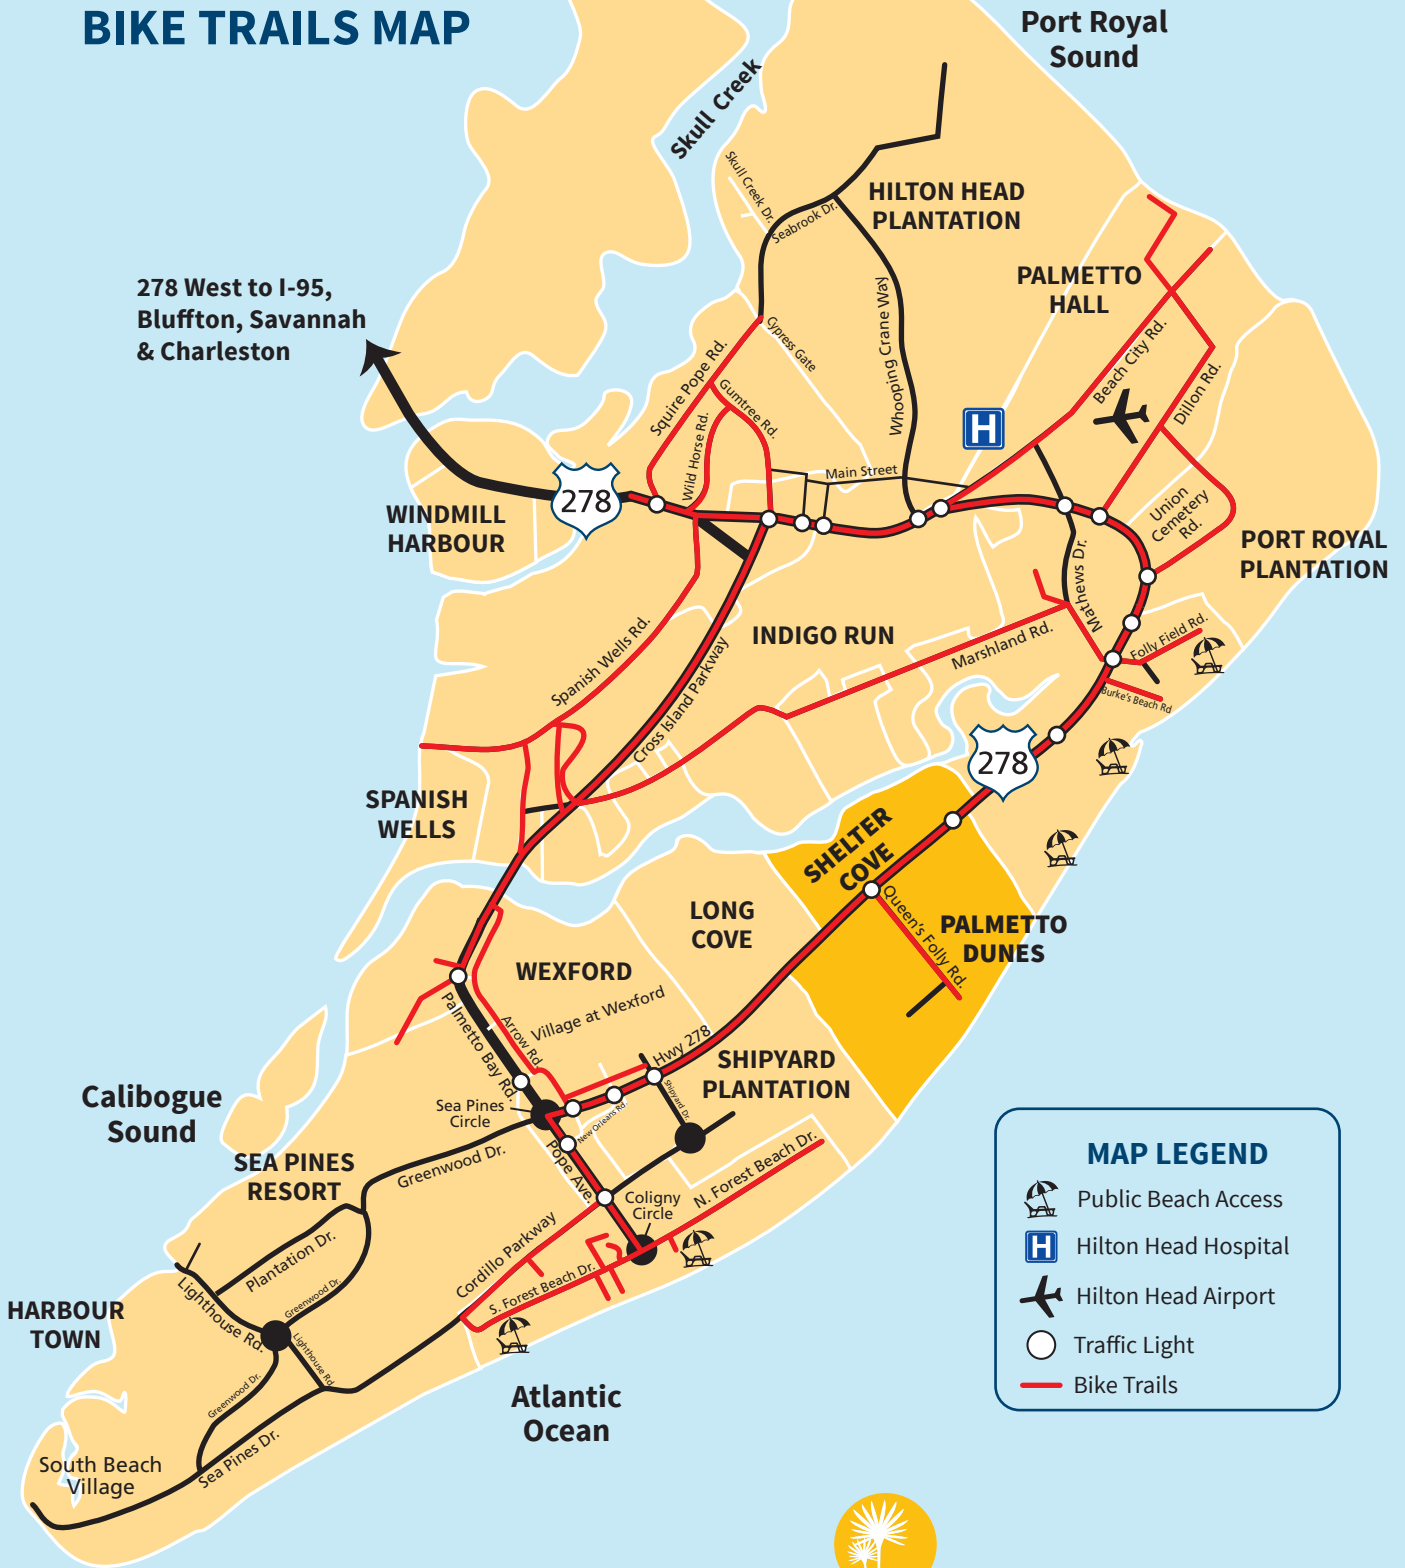 BIKE TRAILS MAP
Port Royal
Sound
Skull Creek
Skull Creek Dr.
Seabrook Dr.
HILTON HEAD
PLANTATION
PALMETTO
HALL
278 West to I-95,
Bluffton, Savannah
& Charleston
Cypress Gate
Squire Pope Rd.
Gumtree Rd.
Wild Horse Rd.
Whooping Crane Way
Beach City Rd.
Dillon Rd.
H
Main Street
278
WINDMILL
HARBOUR
Union
Cemetery
Rd.
PORT ROYAL
PLANTATION
Mathews Dr.
INDIGO RUN
Marshland Rd.
Folly Field Rd.
Burke's Beach Rd
Spanish Wells Rd.
Cross Island Parkway
278
SPANISH
WELLS
SHELTER
COVE
LONG
COVE
Queen's Folly Rd.
PALMETTO
DUNES
WEXFORD
Village at Wexford
Palmetto Bay Rd.
Arrow Rd.
Hwy 278
SHIPYARD
PLANTATION
Shipyard Dr.
Calibogue
Sound
Sea Pines
Circle
New Orleans Rd.
Pope Ave.
SEA PINES
RESORT
Greenwood Dr.
N. Forest Beach Dr.
Coligny
Circle
Cordillo Parkway
S. Forest Beach Dr.
Plantation Dr.
Greenwood Dr.
Lighthouse Rd.
HARBOUR
TOWN
Lighthouse Rd.
Greenwood Dr.
Sea Pines Dr.
South Beach
Village
Atlantic
Ocean
MAP LEGEND
Public Beach Access
H Hilton Head Hospital
Hilton Head Airport
Traffic Light
Bike Trails